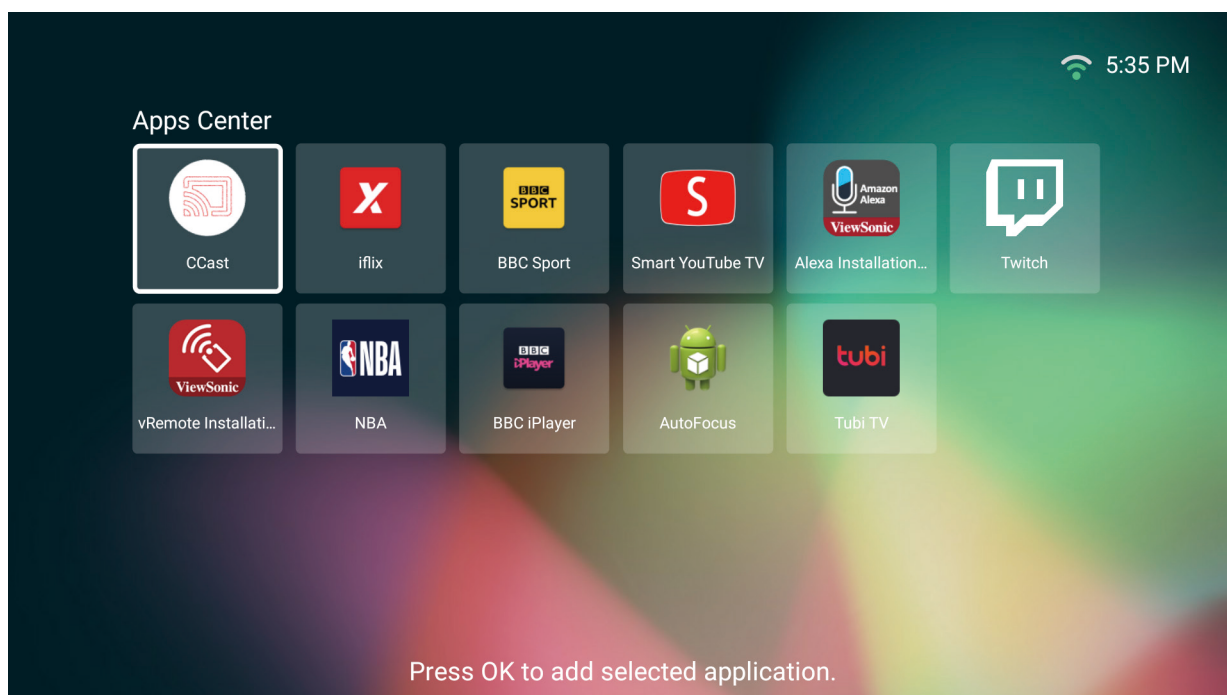 5:35 PM
Apps Center
CCast
X
iflix
BBC
SPORT
BBC Sport
S
Smart YouTube TV
Amazon
Alexa
ViewSonic
Alexa Installation...
Twitch
ViewSonic
vRemote Installati...
NBA
NBA
BBC
iPlayer
BBC iPlayer
AutoFocus
tubi
Tubi TV
Press OK to add selected application.